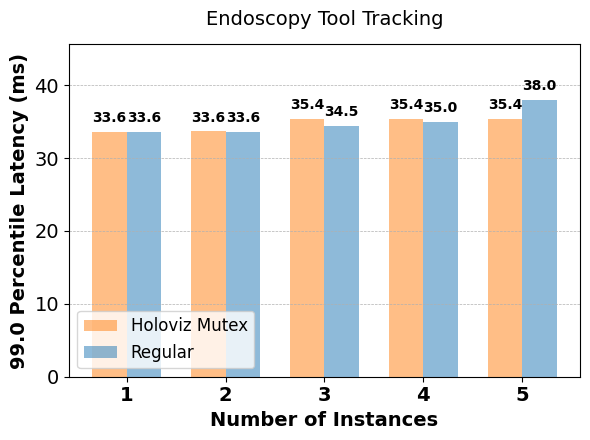 Endoscopy Tool Tracking
99.0 Percentile Latency (ms)
40
30
20
10
0
33.6 33.6 33.6 33.6 35.4 34.5 35.4 35.0 35.4 38.0
Holoviz Mutex
Regular
1 2 3 4 5
Number of Instances